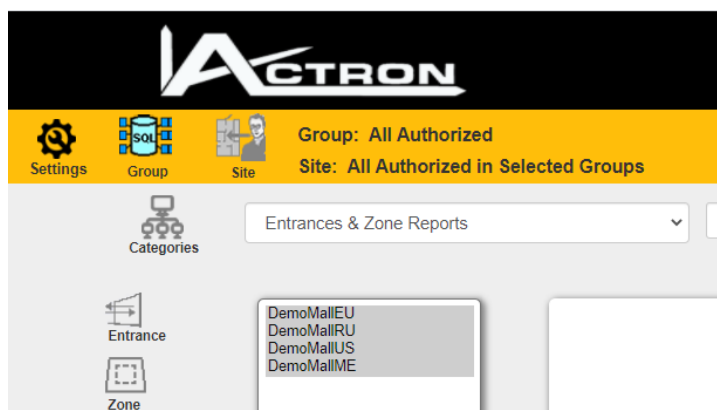 ACTRON
Settings
SQL
Group
Site
Group: All Authorized
Site: All Authorized in Selected Groups
Categories
Entrances & Zone Reports
Entrance
Zone
DemoMallEU
DemoMallRU
DemoMallUS
DemoMallME